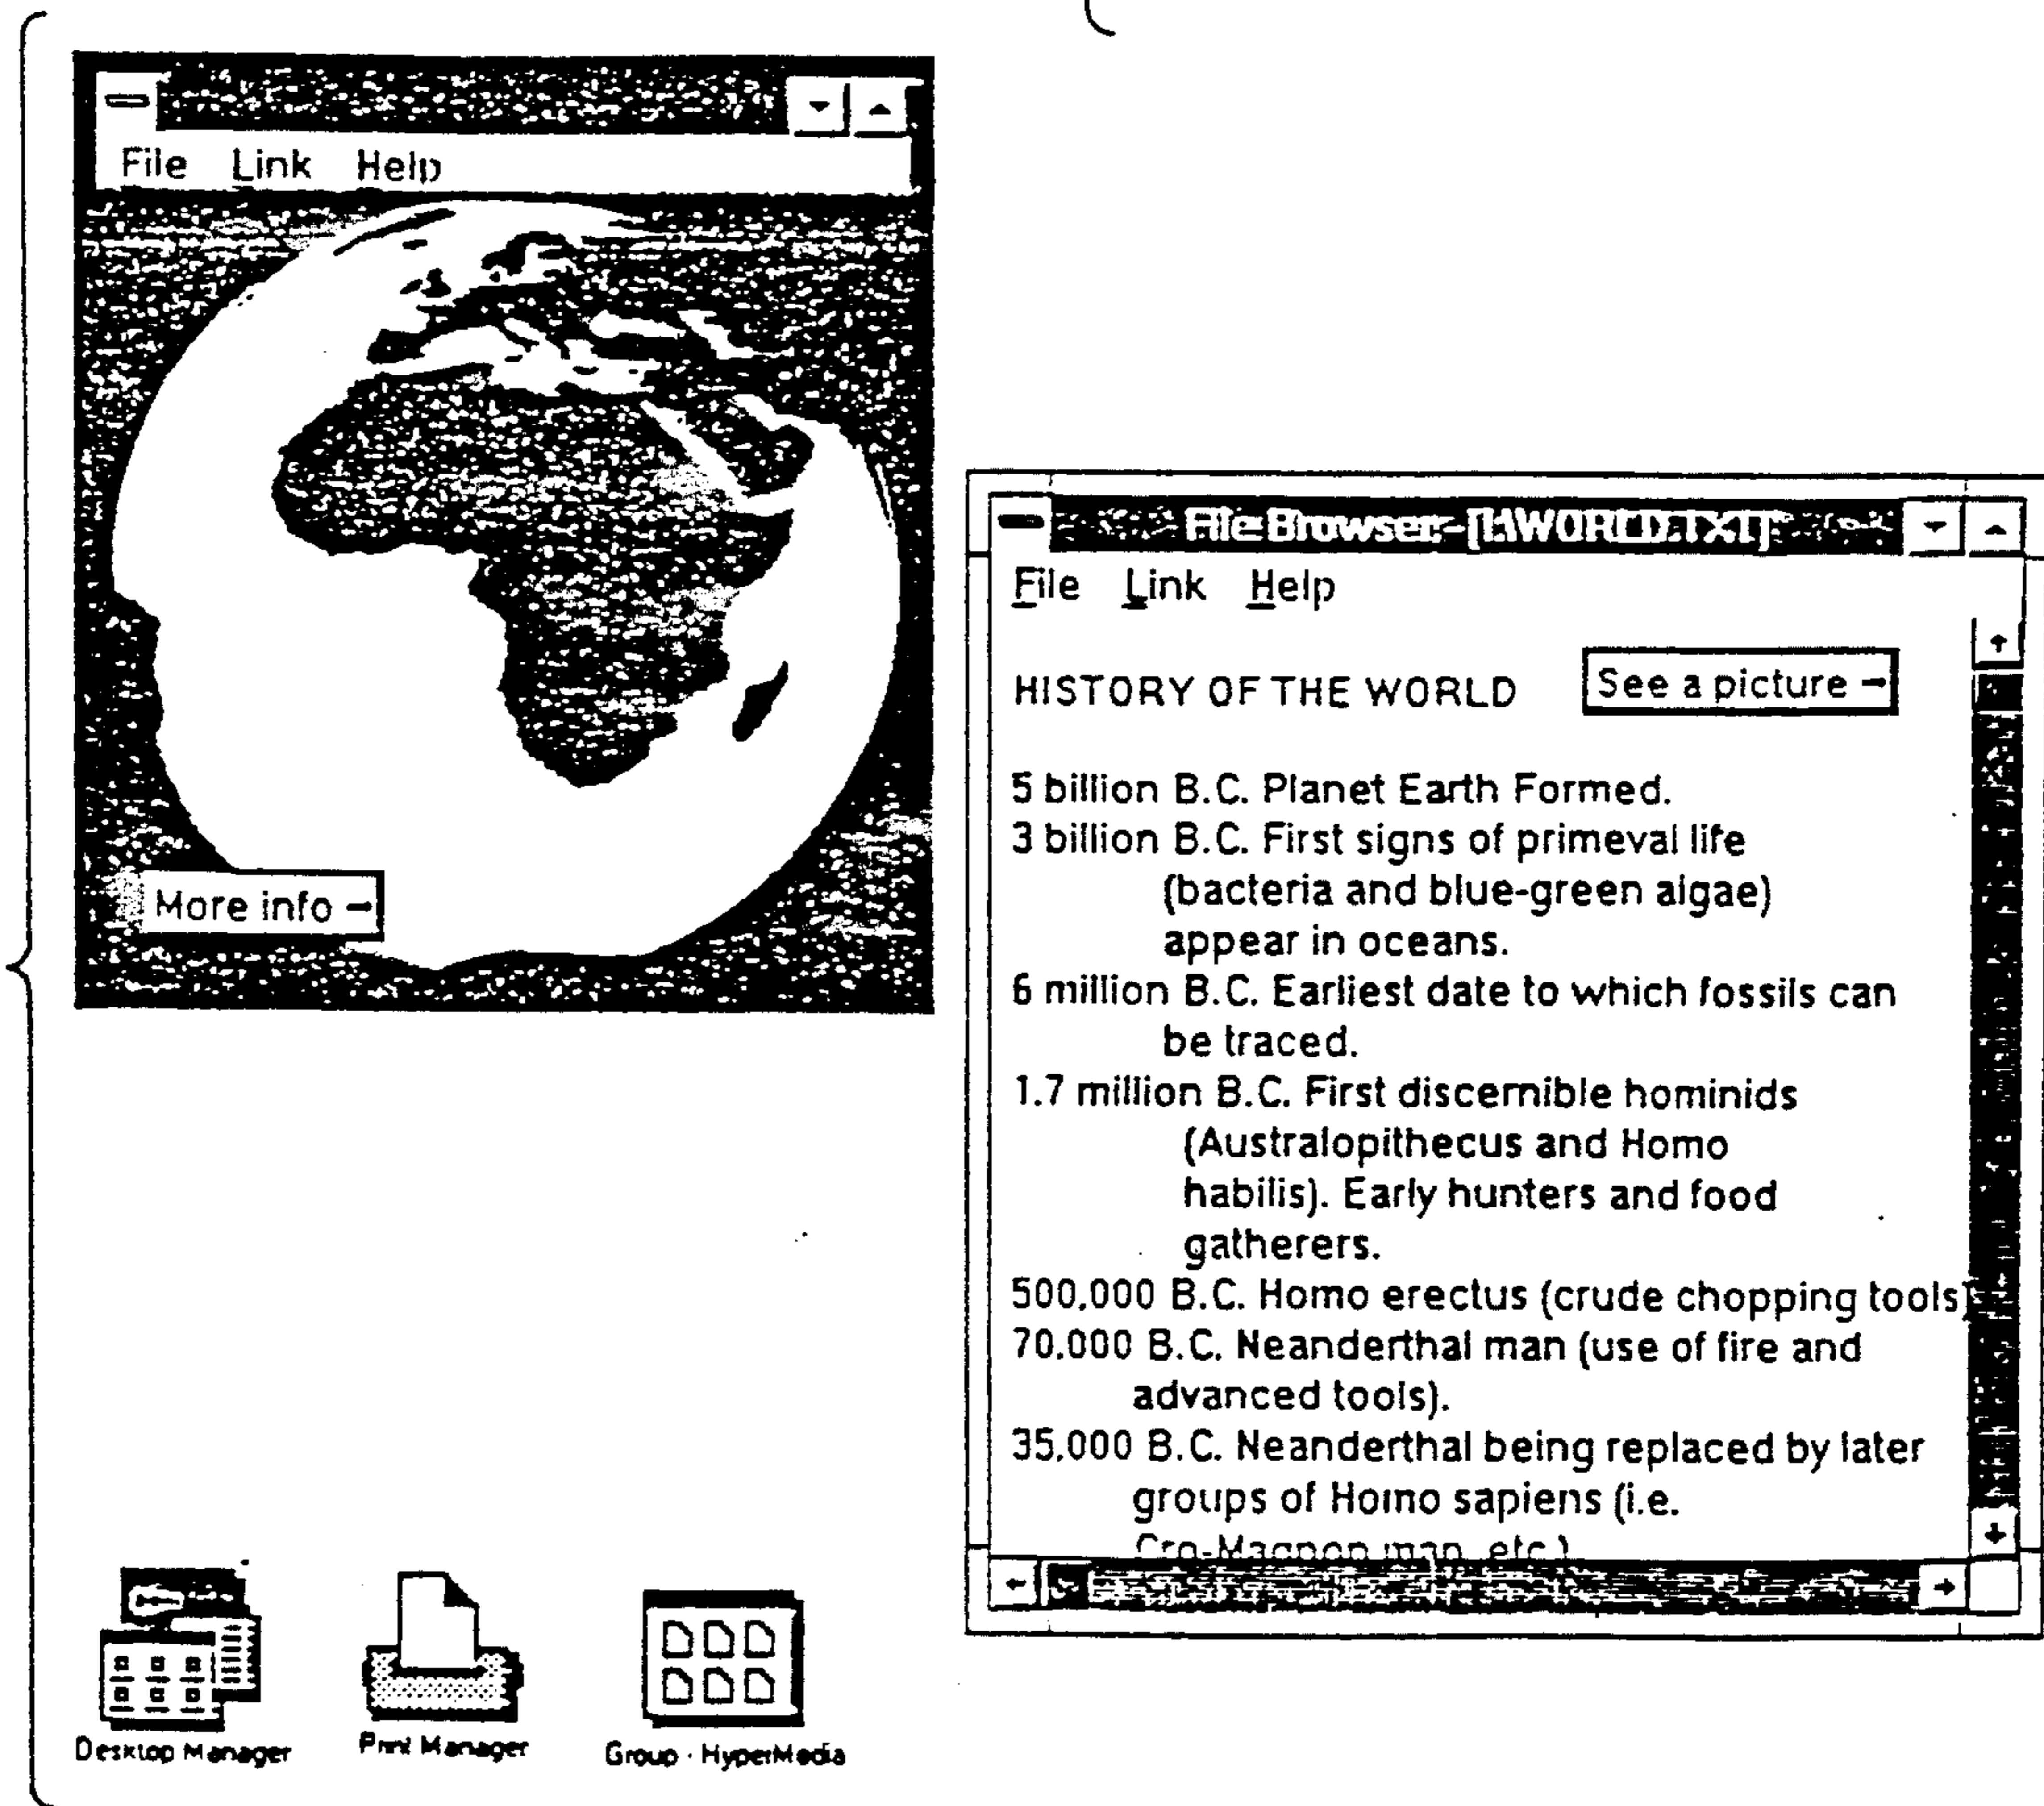 File Link Help
More info →
File Browser - [I:\WORLD.TXT]
File Link Help
HISTORY OF THE WORLD
See a picture →
5 billion B.C. Planet Earth Formed.
3 billion B.C. First signs of primeval life
(bacteria and blue-green algae)
appear in oceans.
6 million B.C. Earliest date to which fossils can
be traced.
1.7 million B.C. First discernible hominids
(Australopithecus and Homo
habilis). Early hunters and food
gatherers.
500,000 B.C. Homo erectus (crude chopping tools)
70,000 B.C. Neanderthal man (use of fire and
advanced tools).
35,000 B.C. Neanderthal being replaced by later
groups of Homo sapiens (i.e.
Cro-Magnon man, etc.)
Desktop Manager
Print Manager
Group - HyperMedia